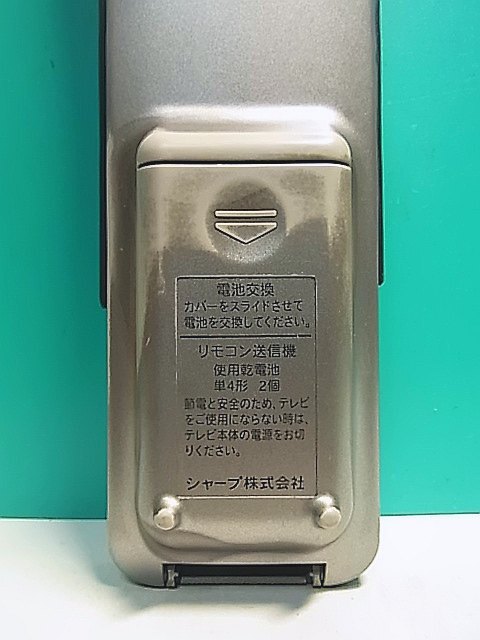 電池交換
カバーをスライドさせて
電池を交換してください。
リモコン送信機
使用乾電池
単4形 2個
節電と安全のため、テレビ
をご使用にならない時は、
テレビ本体の電源をお切
りください。
シャープ株式会社